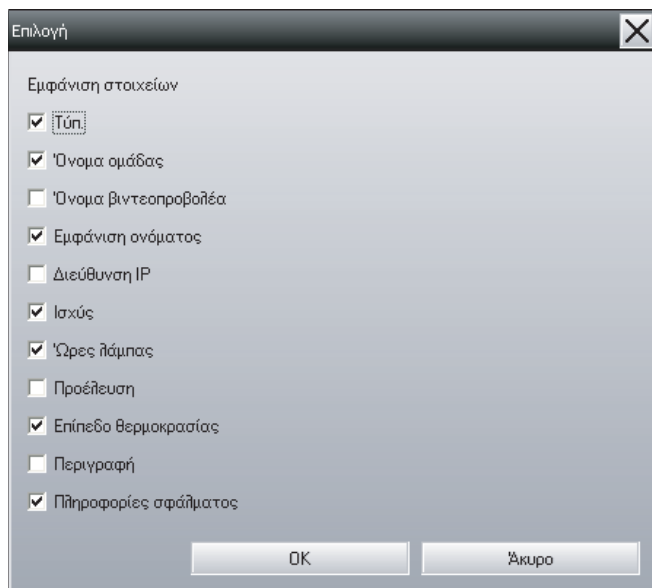 Επιλογή
Εμφάνιση στοιχείων
Τύπ.
Όνομα ομάδας
Όνομα βιντεοπροβολέα
Εμφάνιση ονόματος
Διεύθυνση IP
Ισχύς
Ώρες λάμπας
Προέλευση
Επίπεδο θερμοκρασίας
Περιγραφή
Πληροφορίες σφάλματος
OK Άκυρο